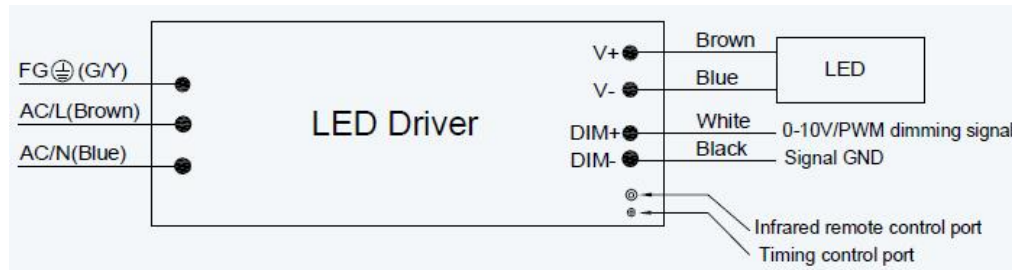 FG⏚(G/Y)
AC/L(Brown)
AC/N(Blue)
LED Driver
V+
V-
DIM+
DIM-
Brown
Blue
White
Black
LED
0-10V/PWM dimming signal
Signal GND
Infrared remote control port
Timing control port